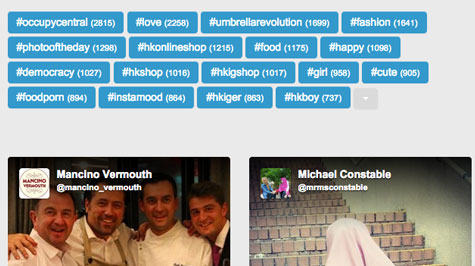 #occupycentral (2815) #love (2258) #umbrellarevolution (1699) #fashion (1641)
#photooftheday (1298) #hkonlineshop (1215) #food (1175) #happy (1098)
#democracy (1027) #hkshop (1016) #hkigshop (1017) #girl (958) #cute (905)
#foodporn (894) #instamood (864) #hkiger (863) #hkboy (737)
MANCINO
VERMOUTH
Mancino Vermouth
@mancino_vermouth
Michael Constable
@mrmsconstable